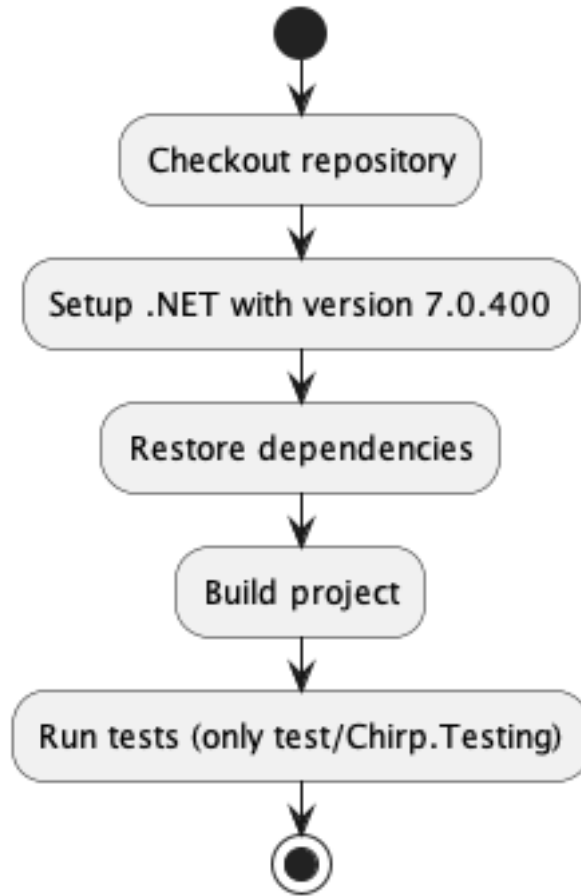 Checkout repository
Setup .NET with version 7.0.400
Restore dependencies
Build project
Run tests (only test/Chirp.Testing)